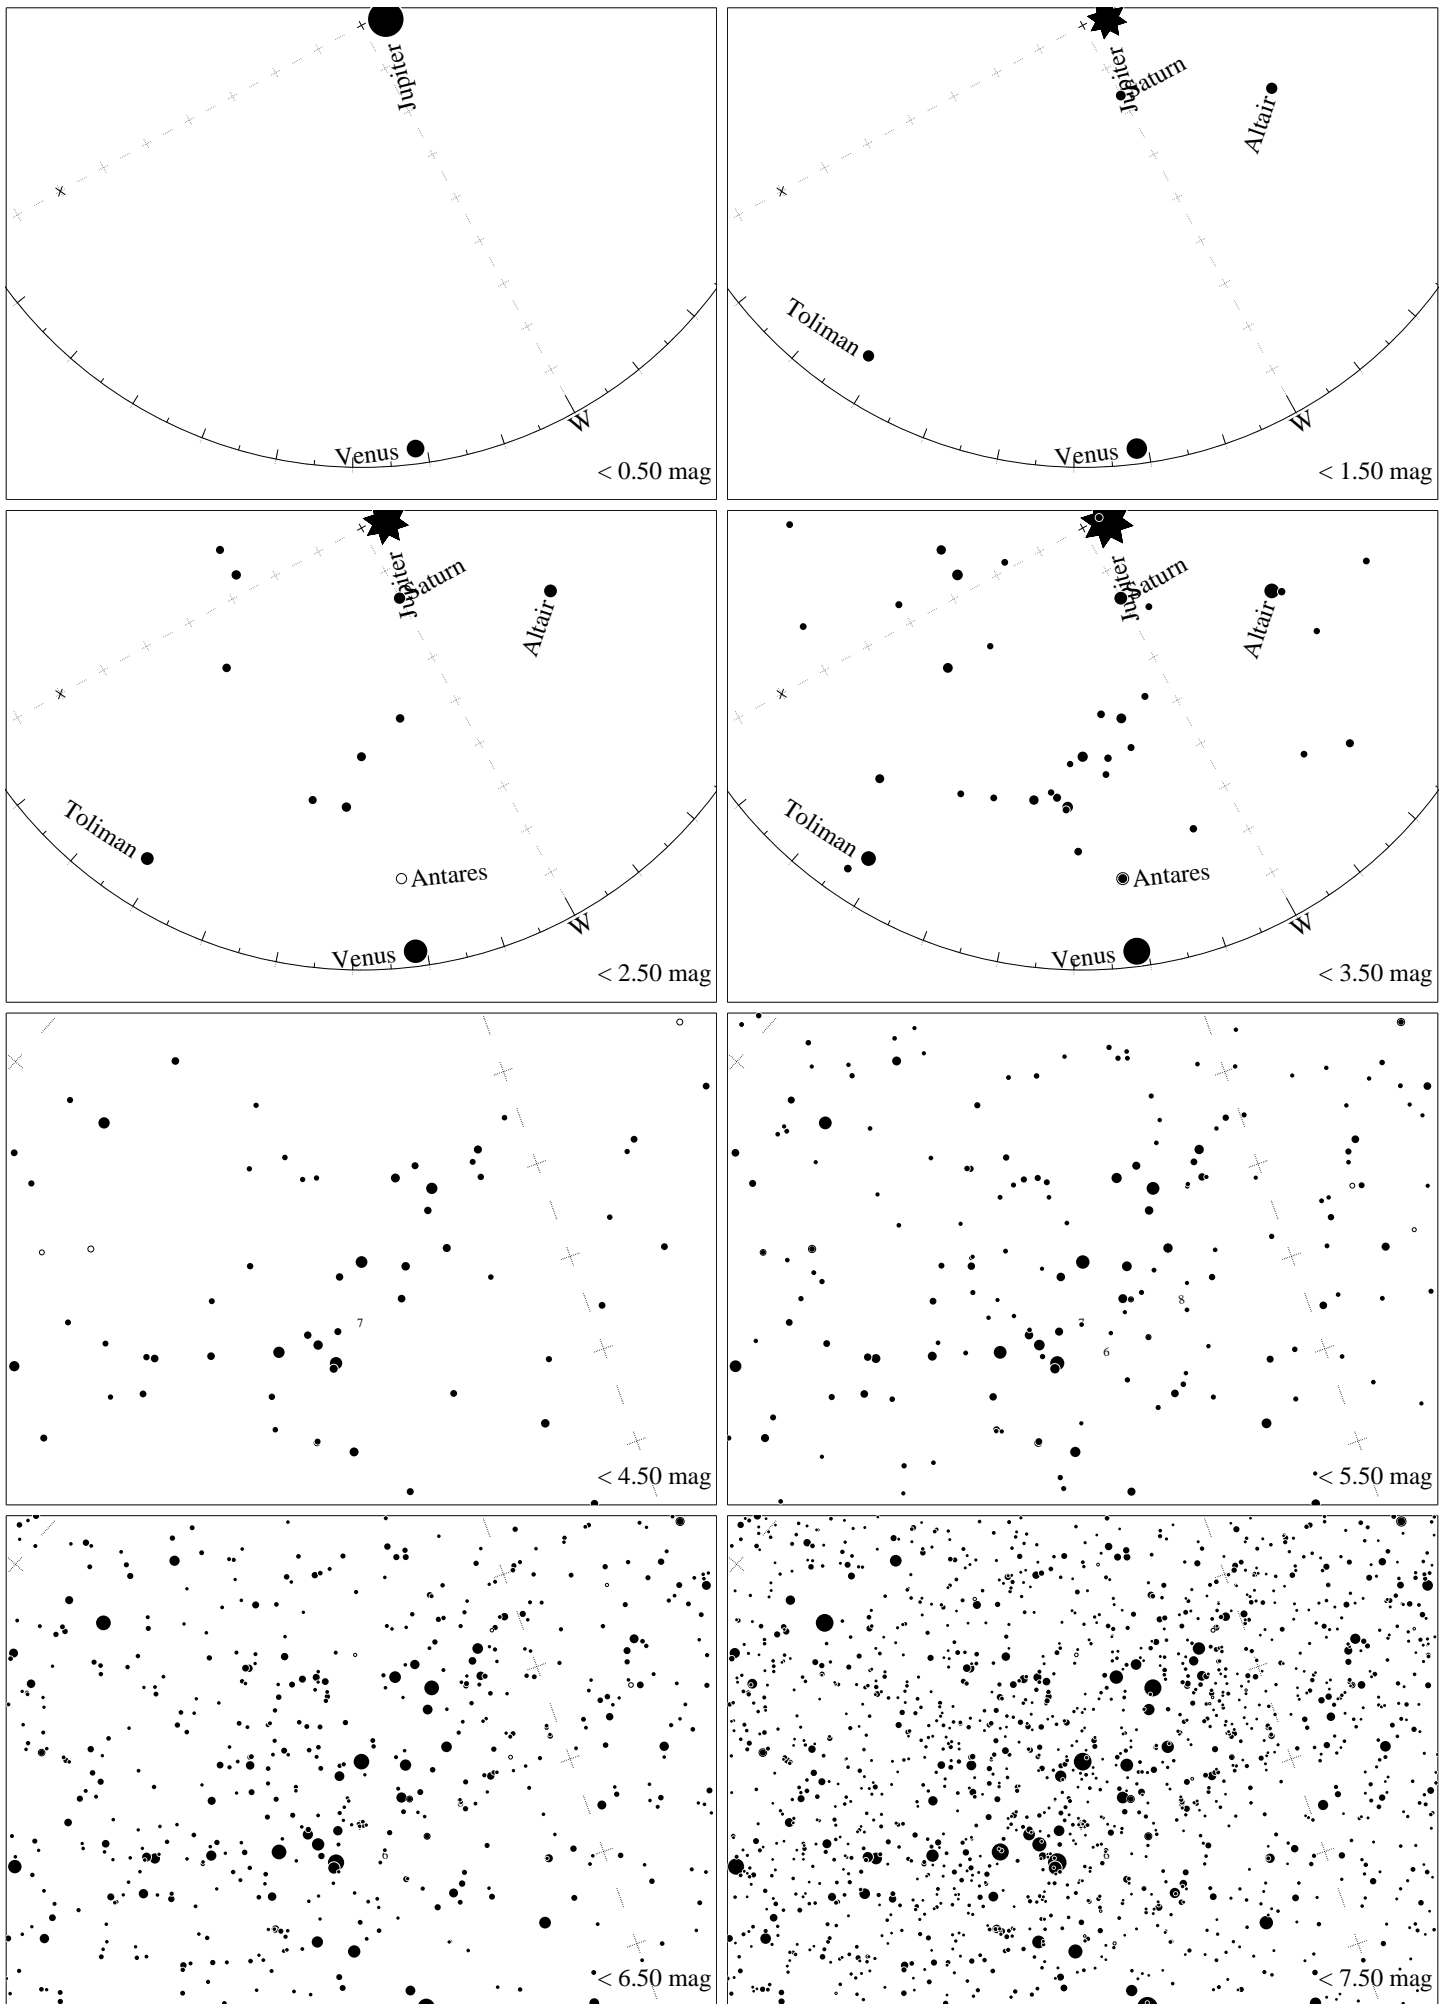 Jupiter
Venus
W
< 0.50 mag
Jupiter
Saturn
Altair
Toliman
Venus
W
< 1.50 mag
Jupiter
Saturn
Altair
Toliman
Antares
Venus
W
< 2.50 mag
Jupiter
Saturn
Altair
Toliman
Antares
Venus
W
< 3.50 mag
7
< 4.50 mag
8
7
6
< 5.50 mag
6
< 6.50 mag
6
< 7.50 mag